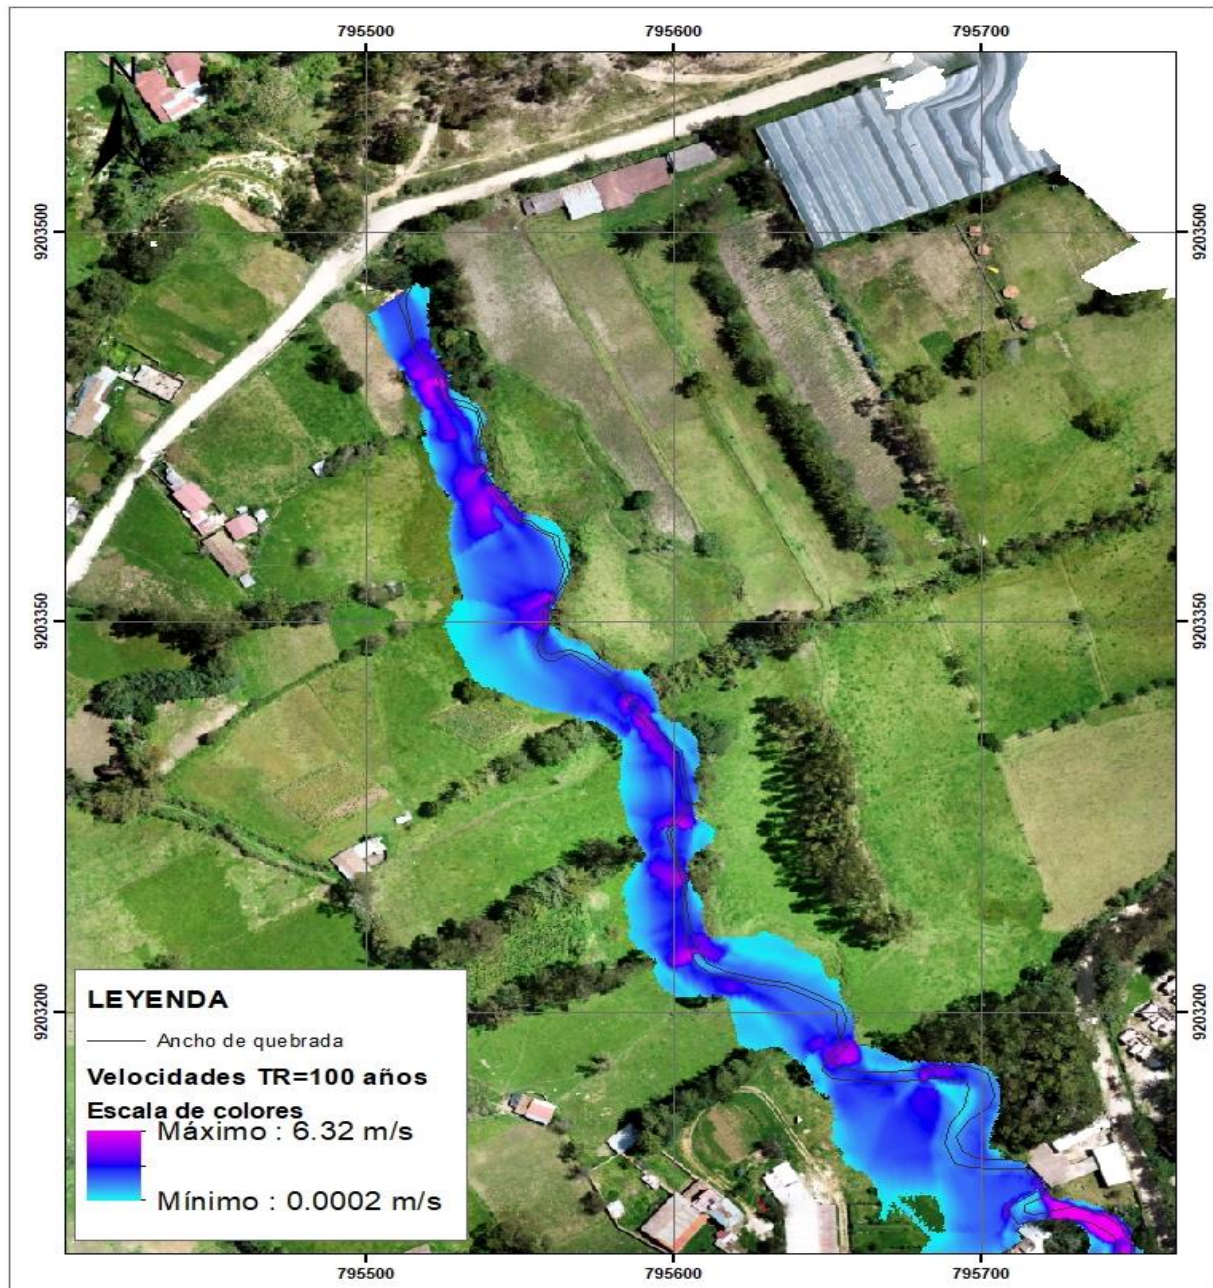 795500 795600 795700
N
9203500 9203500
9203350 9203350
9203200 9203200
LEYENDA
Ancho de quebrada
Velocidades TR=100 años
Escala de colores
Máximo : 6.32 m/s
Mínimo : 0.0002 m/s
795500 795600 795700